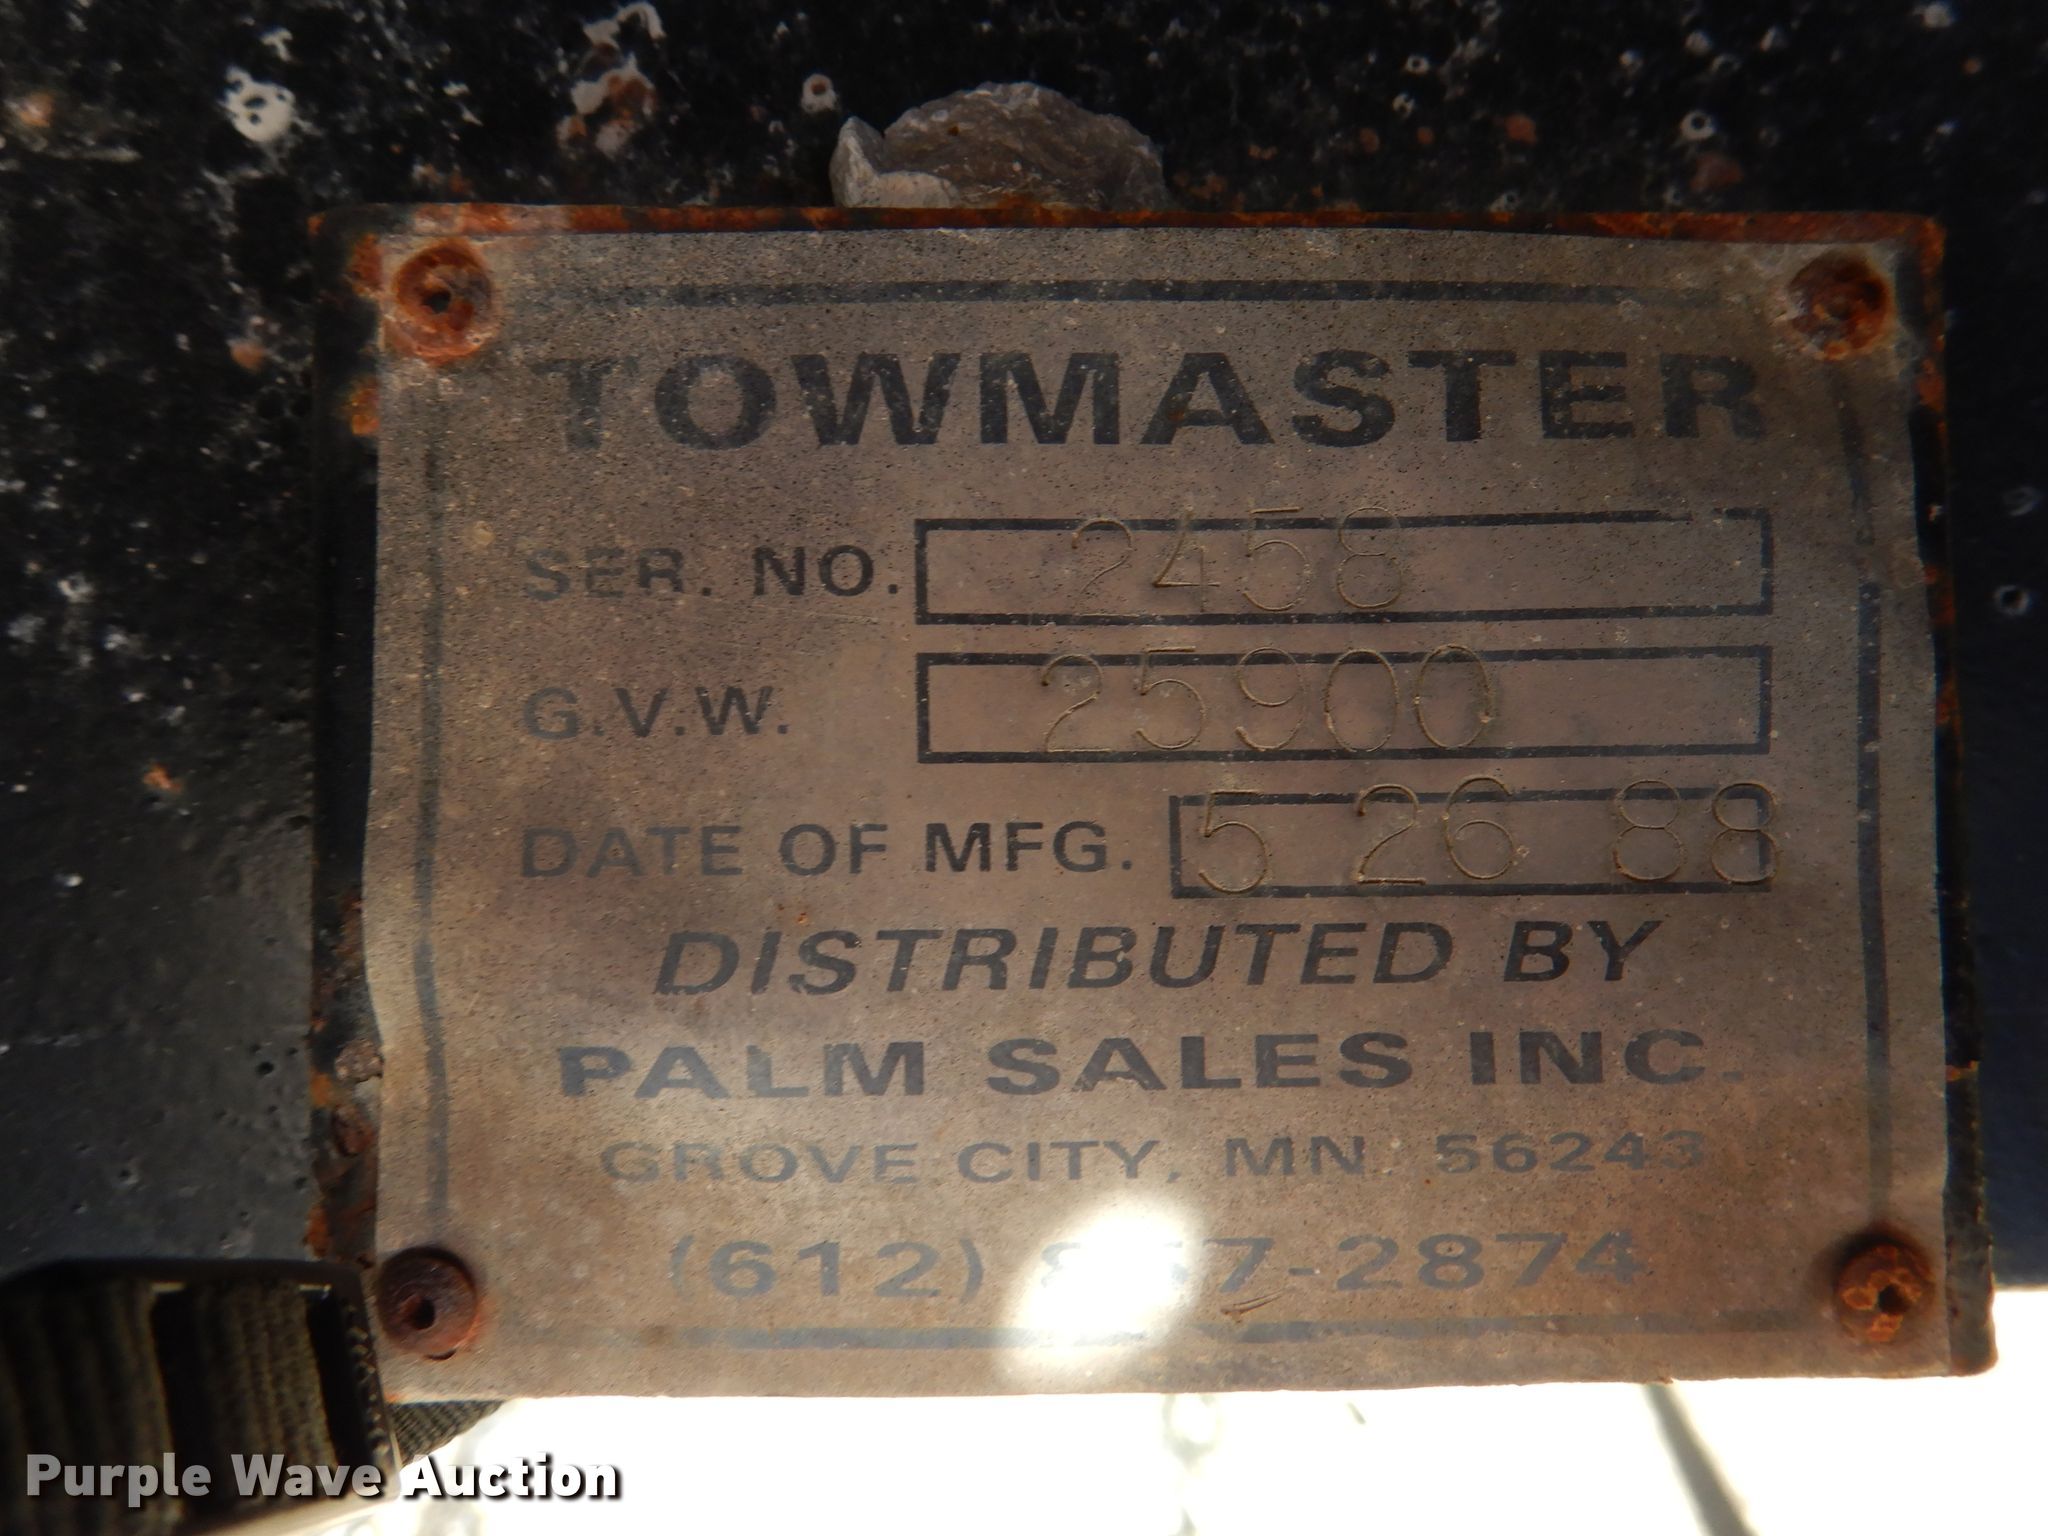 TOWMASTER
SER. NO. 2458
G.V.W. 25900
DATE OF MFG. 5 26 88
DISTRIBUTED BY
PALM SALES INC.
GROVE CITY, MN 56243
(612)
Purple Wave Auction